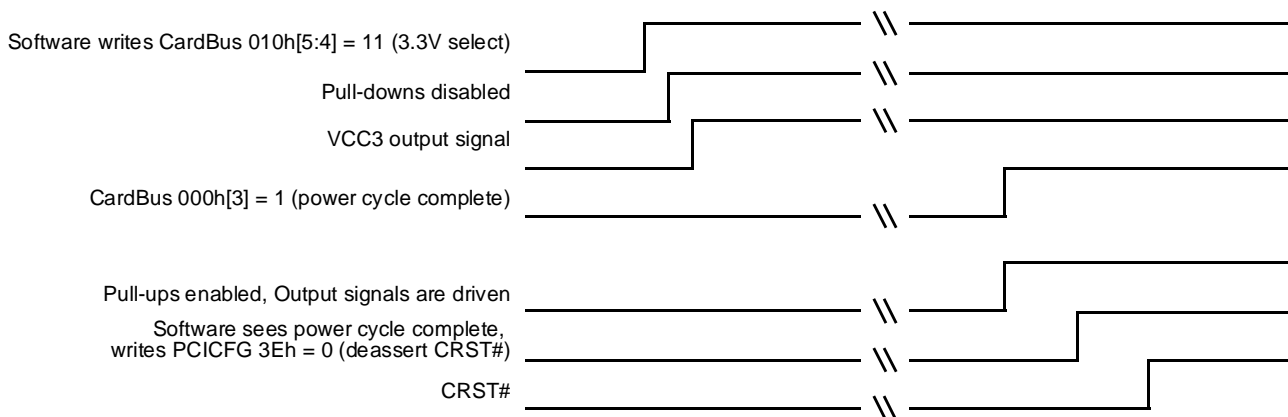 Software writes CardBus 010h[5:4] = 11 (3.3V select)
Pull-downs disabled
VCC3 output signal
CardBus 000h[3] = 1 (power cycle complete)
Pull-ups enabled, Output signals are driven
Software sees power cycle complete,
writes PCICFG 3Eh = 0 (deassert CRST#)
CRST#